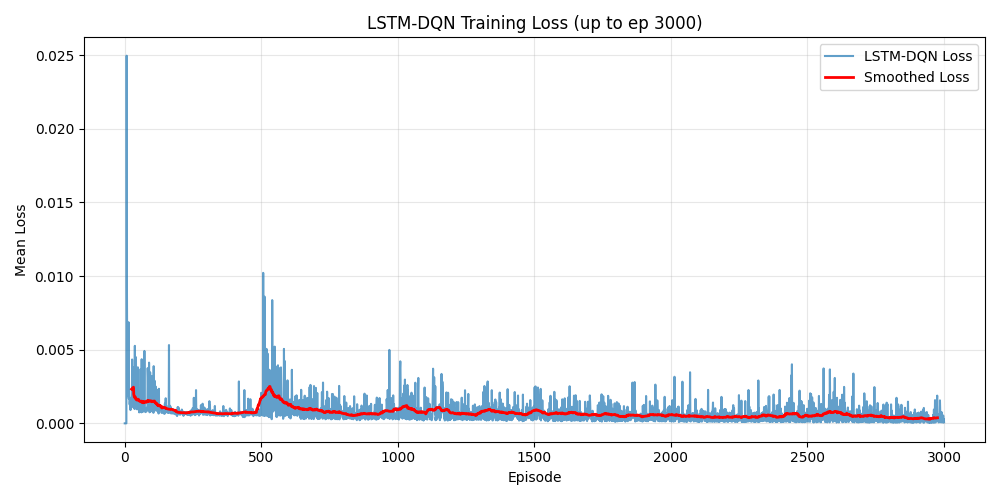 LSTM-DQN Training Loss (up to ep 3000)
LSTM-DQN Loss
Smoothed Loss
Mean Loss
0.025
0.020
0.015
0.010
0.005
0.000
0 500 1000 1500 2000 2500 3000
Episode